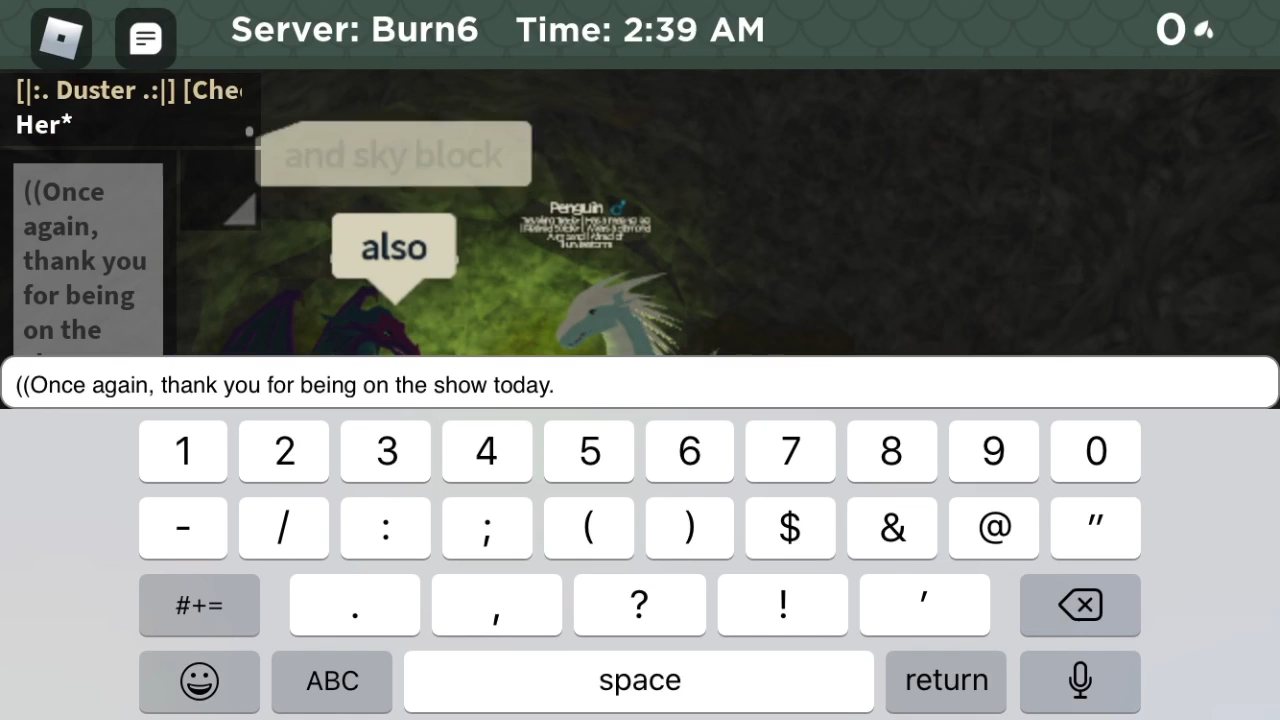 Server: Burn6 Time: 2:39 AM 0
[|:. Duster .:|] [Che
Her*
and sky block
((Once
again,
thank you
for being
on the
also
Penguin
((Once again, thank you for being on the show today.
1 2 3 4 5 6 7 8 9 0
- / : ; ( ) $ & @ "
#+= . , ? ! '
ABC space return